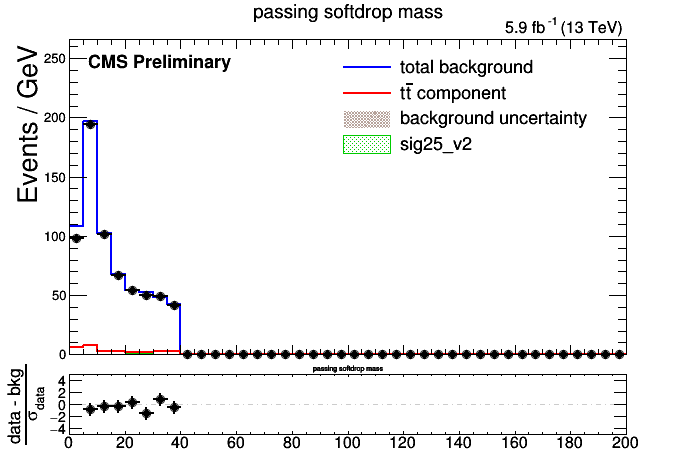 passing softdrop mass
5.9 fb⁻¹ (13 TeV)
CMS Preliminary
total background
tt̅ component
background uncertainty
sig25_v2
Events / GeV
250
200
150
100
50
0
passing softdrop mass
data - bkg
σ data
4
2
0
−2
−4
0 20 40 60 80 100 120 140 160 180 200